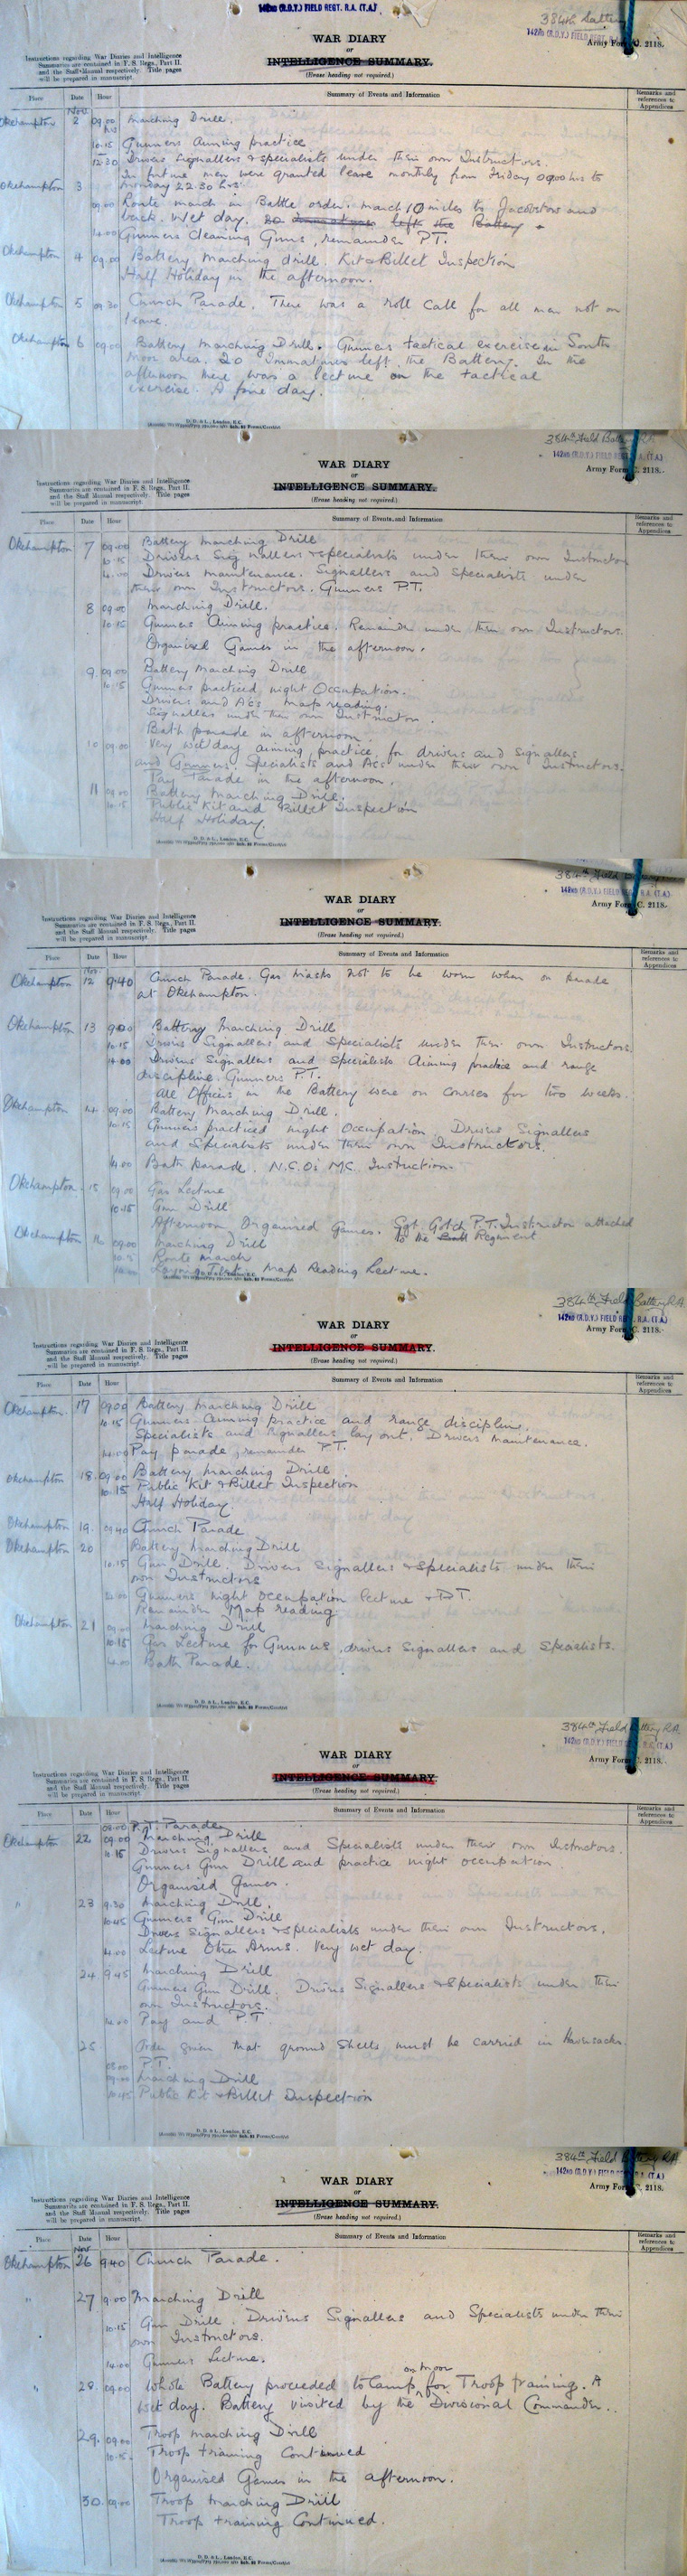 142ND (R.D.Y.) FIELD REGT. R.A. (T.A.)
384th Battery
142ND (R.D.Y.) FIELD REGT.
WAR DIARY
or
INTELLIGENCE SUMMARY.
(Erase heading not required.)
Army Form C. 2118.
Instructions regarding War Diaries and Intelligence
Summaries are contained in F. S. Regs., Part II.
and the Staff Manual respectively. Title pages
will be prepared in manuscript.
Place Date Hour Summary of Events and Information Remarks and references to Appendices
Nov.
Okehampton 2 09.00 hrs Marching Drill.
10.15 Gunners Aiming practice
12.30 Drivers Signallers & specialists under their own Instructors.
In future men were granted leave monthly from Friday 0900 hrs to
Okehampton 3 Monday 22.30 hrs.
09.00 Route march in Battle order. march 10 miles to Jacobstow and
back. Wet day. 20 Immatures left the Battery
14.00 Gunners Cleaning Guns, remainder P.T.
Okehampton 4 09.00 Battery Marching drill. Kit & Billet Inspection
Half Holiday in the afternoon.
Okehampton 5 09.30 Church Parade. There was a roll call for all men not on
leave.
Okehampton 6 09.00 Battery Marching Drill. Gunners tactical exercise in South
Moor area. 20 Immatures left the Battery. In the
afternoon there was a lecture on the tactical
exercise. A fine day.
D. D. & L., London, E.C.
384th Field Battery RA
142ND (R.D.Y.) FIELD REGT. R.A. (T.A.)
WAR DIARY
or
INTELLIGENCE SUMMARY.
(Erase heading not required.)
Army Form C. 2118.
Instructions regarding War Diaries and Intelligence
Summaries are contained in F. S. Regs., Part II.
and the Staff Manual respectively. Title pages
will be prepared in manuscript.
Place Date Hour Summary of Events and Information Remarks and references to Appendices
Okehampton 7 09.00 Battery Marching Drill
10.15 Drivers Signallers & specialists under their own Instructors
14.00 Drivers maintenance. Signallers and Specialists under
their own Instructors. Gunners P.T.
8 09.00 Marching Drill.
10.15 Gunners Aiming practice. Remainder under their own Instructors.
Organised Games in the afternoon.
9. 09.00 Battery Marching Drill
10.15 Gunners practiced night Occupation.
Drivers and Acs map reading.
Signallers under their own Instructors.
Bath parade in afternoon.
10 09.00 Very wet day aiming practice for drivers and signallers
and Gunners. Specialists and Acs under their own Instructors.
Pay Parade in the afternoon.
11 09.00 Battery Marching Drill.
10.15 Public Kit and Billet Inspection
Half Holiday.
D. D. & L., London, E.C.
384th Field Battery
142ND (R.D.Y.) FIELD REGT. R.A. (T.A.)
WAR DIARY
or
INTELLIGENCE SUMMARY.
(Erase heading not required.)
Army Form C. 2118.
Instructions regarding War Diaries and Intelligence
Summaries are contained in F. S. Regs., Part II.
and the Staff Manual respectively. Title pages
will be prepared in manuscript.
Place Date Hour Summary of Events and Information Remarks and references to Appendices
Nov.
Okehampton 12 9.40 Church Parade. Gas Masks not to be worn when on parade
at Okehampton.
Okehampton 13 900 Battery Marching Drill
10.15 Drivers Signallers and Specialists under their own Instructors.
14.00 Drivers Signallers and Specialists Aiming practice and range
discipline. Gunners P.T.
All Officers in the Battery were on courses for two weeks.
Okehampton 14 09.00 Battery Marching Drill.
10.15 Gunners practiced night Occupation. Drivers Signallers
and Specialists under their own Instructors.
14.00 Bath parade. N.C.Os M.G. Instruction.
Okehampton 15 09.00 Gas Lecture
10.15 Gun Drill
Afternoon Organised Games. Sgt. Gotch P.T. Instructor attached
to the Regiment
Okehampton 16 09.00 Marching Drill
10.15 Route March
Laying Test. Map Reading Lecture.
D. D. & L., London, E.C.
384th Field Battery R.A.
142ND (R.D.Y.) FIELD REGT. R.A. (T.A.)
WAR DIARY
or
INTELLIGENCE SUMMARY.
(Erase heading not required.)
Army Form C. 2118.
Instructions regarding War Diaries and Intelligence
Summaries are contained in F. S. Regs., Part II.
and the Staff Manual respectively. Title pages
will be prepared in manuscript.
Place Date Hour Summary of Events and Information Remarks and references to Appendices
Okehampton 17 09.00 Battery Marching Drill
10.15 Gunners Aiming practice and range discipline.
Specialists and Signallers lay out. Drivers Maintenance.
14.00 Pay parade, remainder P.T.
Okehampton 18. 09.00 Battery Marching Drill.
10.15 Public Kit & Billet Inspection
Half Holiday.
Okehampton 19. 09.40 Church Parade
Okehampton 20 Battery Marching Drill
10.15 Gun Drill. Drivers Signallers & Specialists under their
own Instructors
14.00 Gunners night occupation lecture & P.T.
Remainder Map reading
Okehampton 21 09.00 Marching Drill
10.15 Gas Lecture for Gunners, drivers Signallers and Specialists.
14.00 Bath Parade.
D. D. & L., London, E.C.
384th Field Battery R.A.
142ND (R.D.Y.) FIELD REGT. R.A. (T.A.)
WAR DIARY
or
INTELLIGENCE SUMMARY.
(Erase heading not required.)
Army Form C. 2118.
Instructions regarding War Diaries and Intelligence
Summaries are contained in F. S. Regs., Part II.
and the Staff Manual respectively. Title pages
will be prepared in manuscript.
Place Date Hour Summary of Events and Information Remarks and references to Appendices
08.00 P.T. Parade
Okehampton 22 09.00 Marching Drill
10.15 Drivers Signallers and Specialists under their own Instructors.
Gunners Gun Drill and practice night occupation
Organised Games.
" 23 9.30 Marching Drill.
10.45 Gunners Gun Drill
Drivers Signallers & specialists under their own Instructors.
14.00 Lecture Other Arms. Very wet day.
24. 9.45 Marching Drill
Gunners Gun Drill. Drivers Signallers & Specialists under their
own Instructors.
14.00 Pay and P.T
25 Order given that ground sheets must be carried in Haversacks
08.00 P.T.
09.00 Marching Drill
10.45 Public Kit & Billet Inspection
D. D. & L., London, E.C.
384th Field Battery RA
142ND (R.D.Y.) FIELD REGT. R.A. (T.A.)
WAR DIARY
or
INTELLIGENCE SUMMARY.
(Erase heading not required.)
Army Form C. 2118.
Instructions regarding War Diaries and Intelligence
Summaries are contained in F. S. Regs., Part II.
and the Staff Manual respectively. Title pages
will be prepared in manuscript.
Place Date Hour Summary of Events and Information Remarks and references to Appendices
Nov
Okehampton 26 9.40 Church Parade.
" 27 9.00 Marching Drill
10.15 Gun Drill. Drivers Signallers and Specialists under their
own Instructors.
14.00 Gunners Lecture.
on moor
" 28. 09.00 Whole Battery proceeded to Camp for Troop training. A
wet day. Battery visited by the Divisional Commander..
29. 09.00 Troop Marching Drill
10.15. Troop training Continued
Organised Games in the afternoon.
30. 09.00 Troop Marching Drill
Troop training Continued.
D. D. & L., London, E.C.